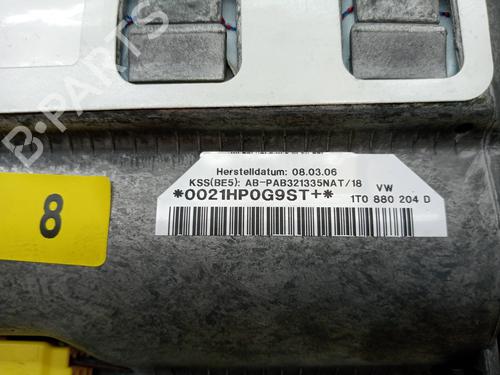 B-PARTS
Herstelldatum: 08.03.06
KSS(BE5): AB-PAB321335NAT/18
VW
*0021HP0G9ST+*
1T0 880 204 D
8